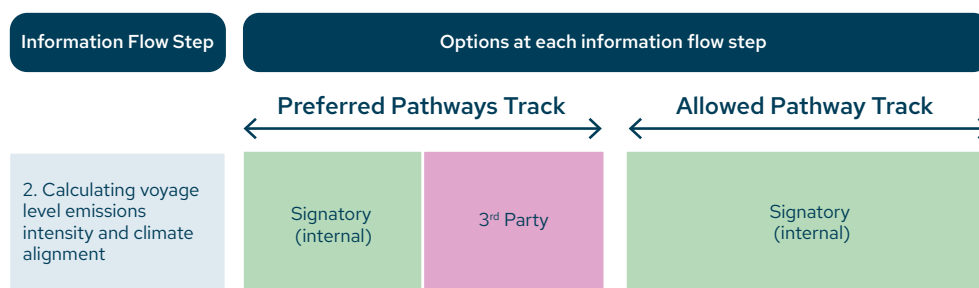 Information Flow Step
Options at each information flow step
Preferred Pathways Track
Allowed Pathway Track
2. Calculating voyage
level emissions
intensity and climate
alignment
Signatory
(internal)
3rd Party
Signatory
(internal)